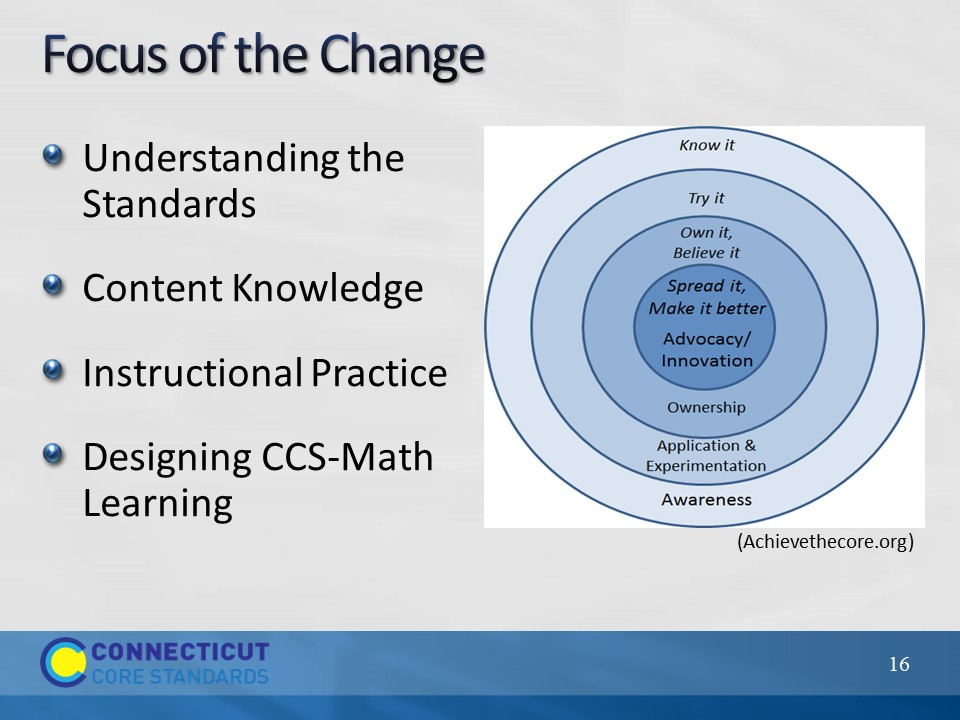 Focus of the Change
Understanding the
Standards
Content Knowledge
Instructional Practice
Designing CCS-Math
Learning
Know it
Try it
Own it,
Believe it
Spread it,
Make it better
Advocacy/
Innovation
Ownership
Application &
Experimentation
Awareness
(Achievethecore.org)
CONNECTICUT
CORE STANDARDS
16